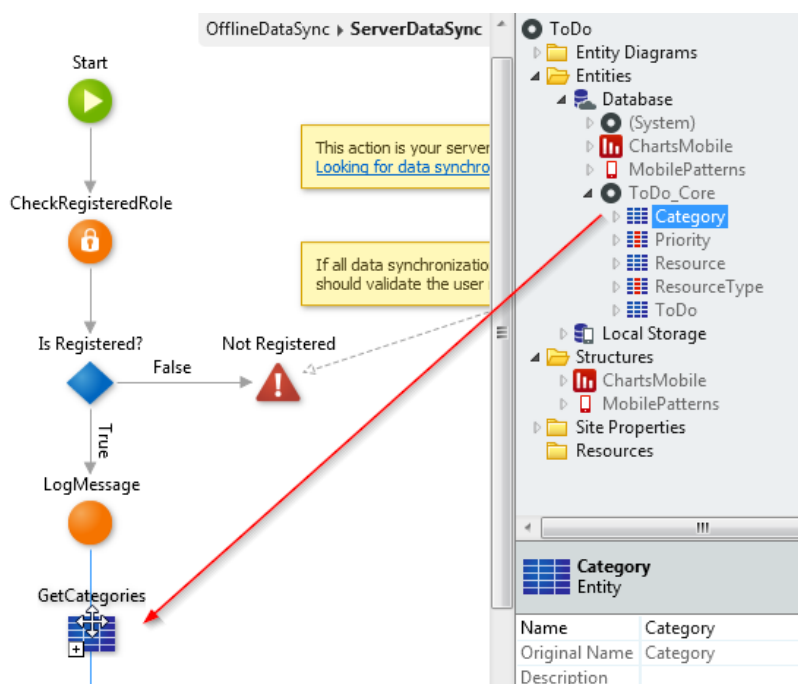 OfflineDataSync ▸ ServerDataSync
Start
This action is your server
Looking for data synchro
CheckRegisteredRole
If all data synchronizatio
should validate the user
Is Registered?
Not Registered
False
True
LogMessage
GetCategories
ToDo
Entity Diagrams
Entities
Database
(System)
ChartsMobile
MobilePatterns
ToDo_Core
Category
Priority
Resource
ResourceType
ToDo
Local Storage
Structures
ChartsMobile
MobilePatterns
Site Properties
Resources
Category
Entity
Name Category
Original Name Category
Description